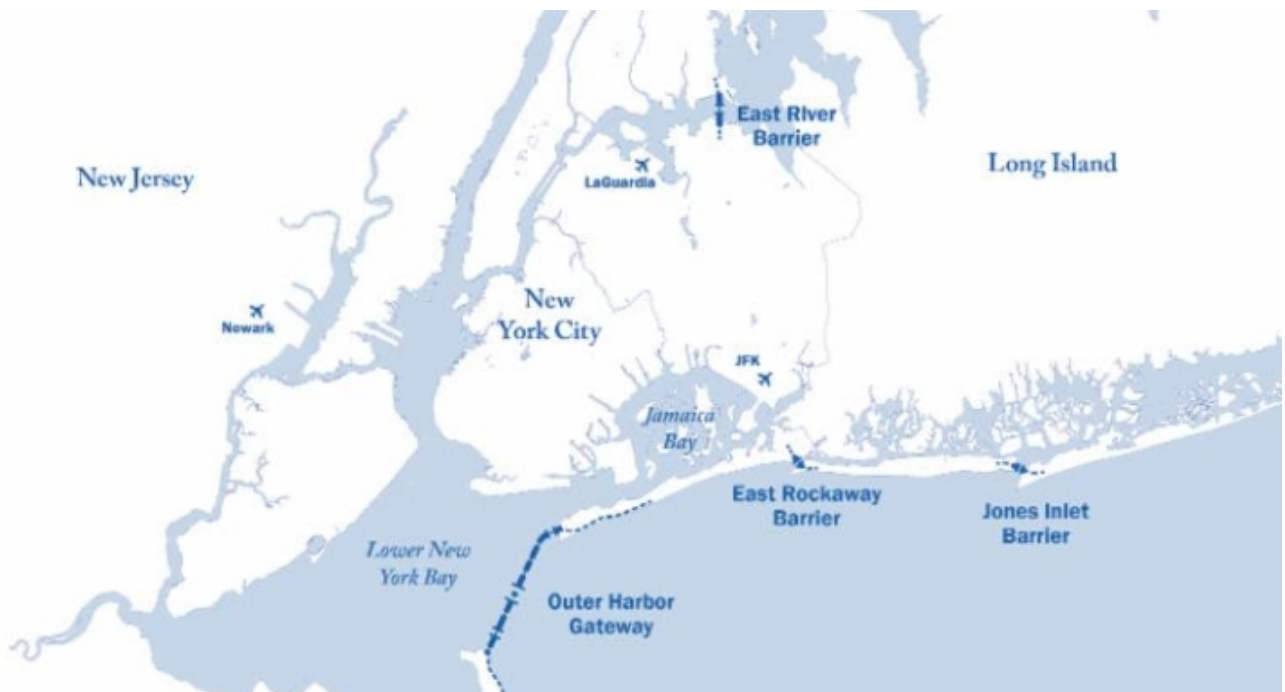 East River
Barrier
New Jersey
Long Island
LaGuardia
New
York City
Newark
JFK
Jamaica
Bay
East Rockaway
Barrier
Jones Inlet
Barrier
Lower New
York Bay
Outer Harbor
Gateway